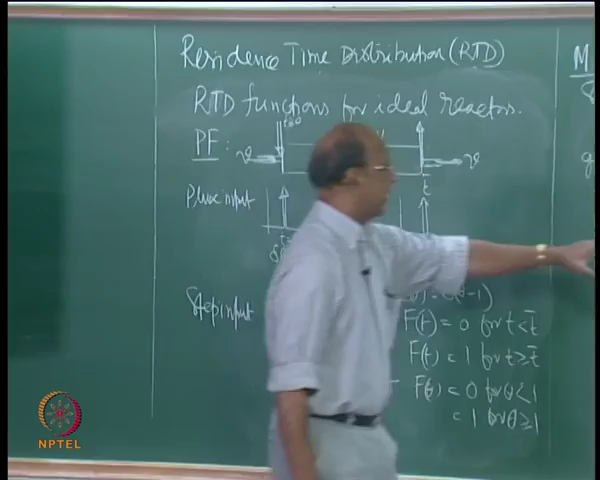 Residence Time Distribution (RTD)
RTD functions for ideal reactors.
PF:
t=0
v
v
Pulse input
t
Step input
(θ-1)
F(t) = 0 for t < t̄
F(t) = 1 for t ≥ t̄
F(θ) = 0 for θ < 1
= 1 for θ ≥ 1
M
NPTEL